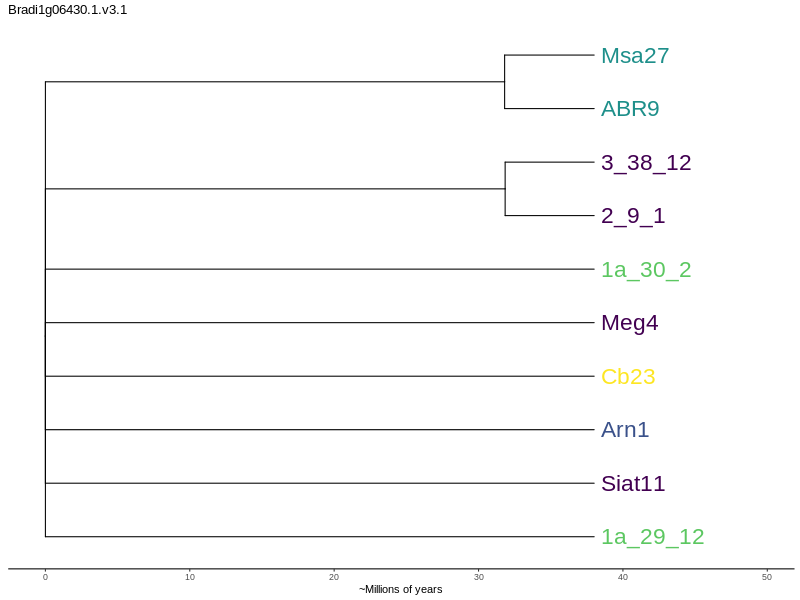 Bradi1g06430.1.v3.1
Msa27
ABR9
3_38_12
2_9_1
1a_30_2
Meg4
Cb23
Arn1
Siat11
1a_29_12
0 10 20 30 40 50
~Millions of years